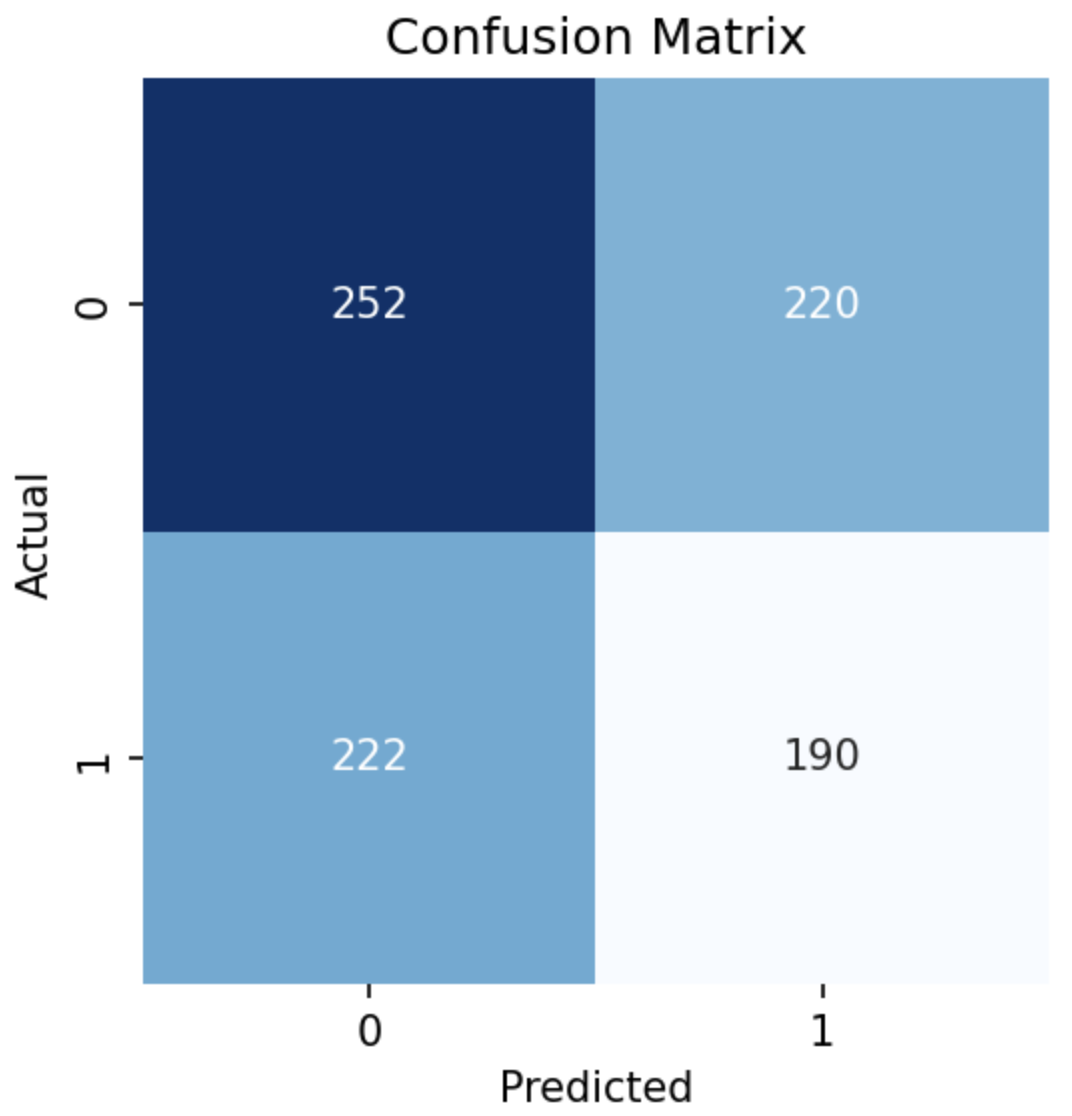 Confusion Matrix
0
252
220
Actual
1
222
190
0
1
Predicted